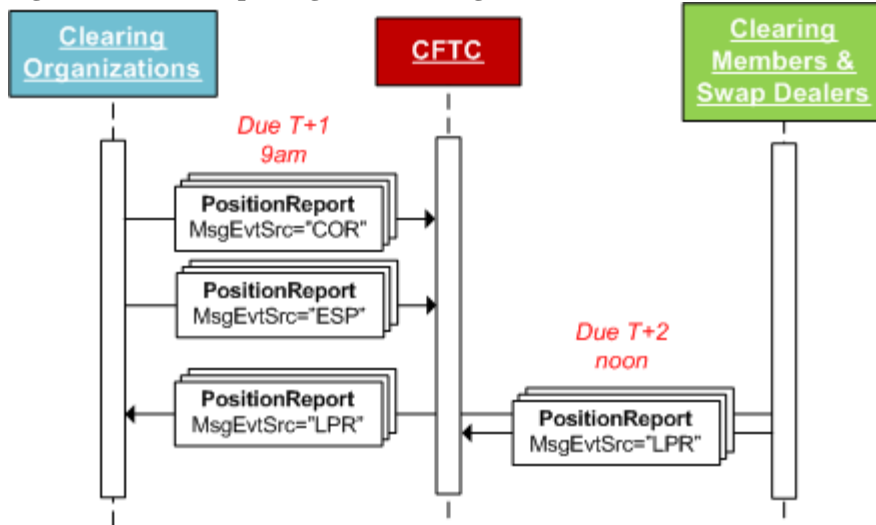 Clearing
Organizations
CFTC
Clearing
Members &
Swap Dealers
Due T+1
9am
PositionReport
MsgEvtSrc="COR"
PositionReport
MsgEvtSrc="ESP"
Due T+2
noon
PositionReport
MsgEvtSrc="LPR"
PositionReport
MsgEvtSrc="LPR"